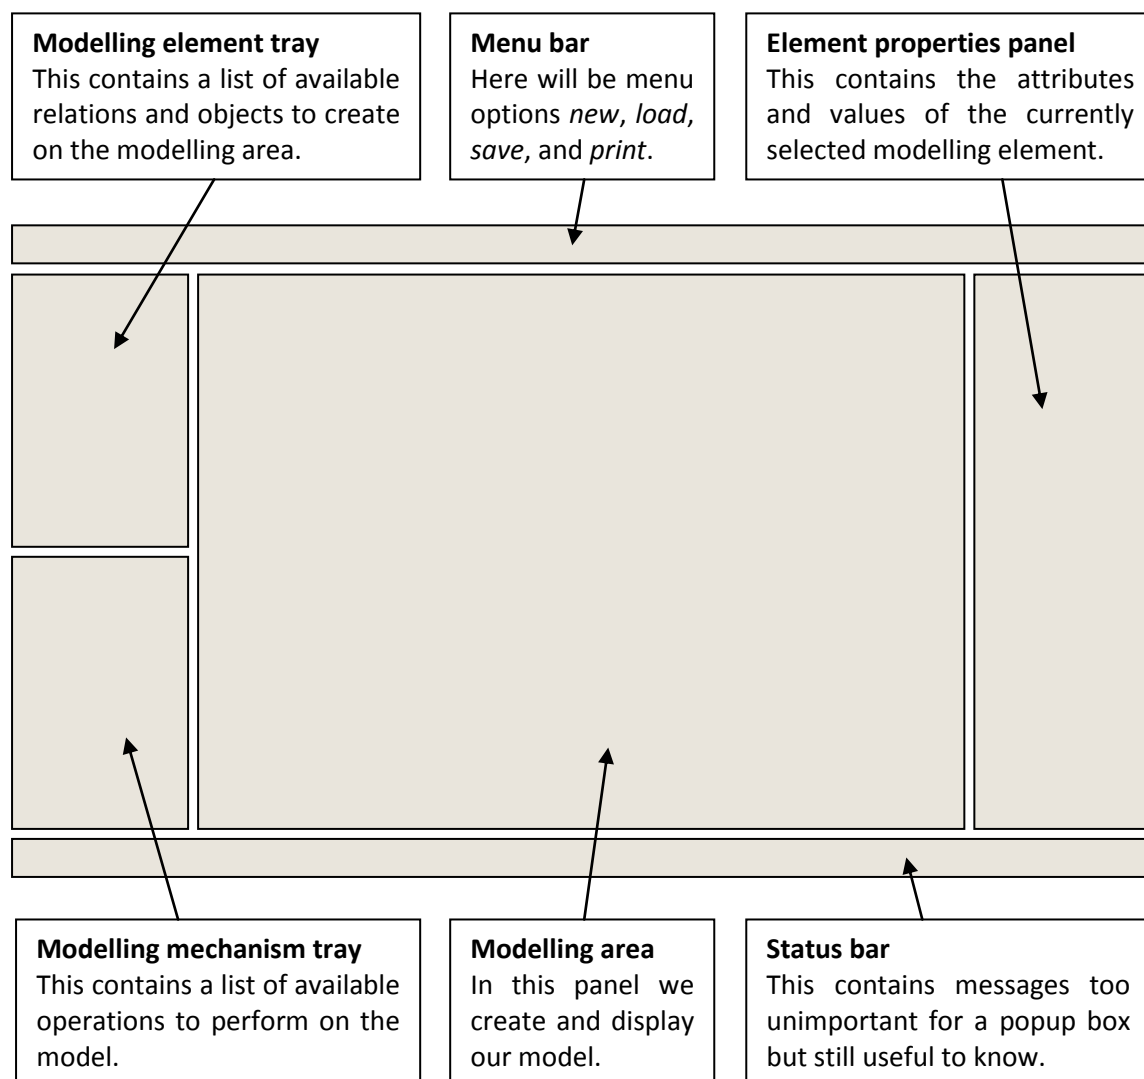 Modelling element tray
This contains a list of available
relations and objects to create
on the modelling area.
Menu bar
Here will be menu
options new, load,
save, and print.
Element properties panel
This contains the attributes
and values of the currently
selected modelling element.
Modelling mechanism tray
This contains a list of available
operations to perform on the
model.
Modelling area
In this panel we
create and display
our model.
Status bar
This contains messages too
unimportant for a popup box
but still useful to know.